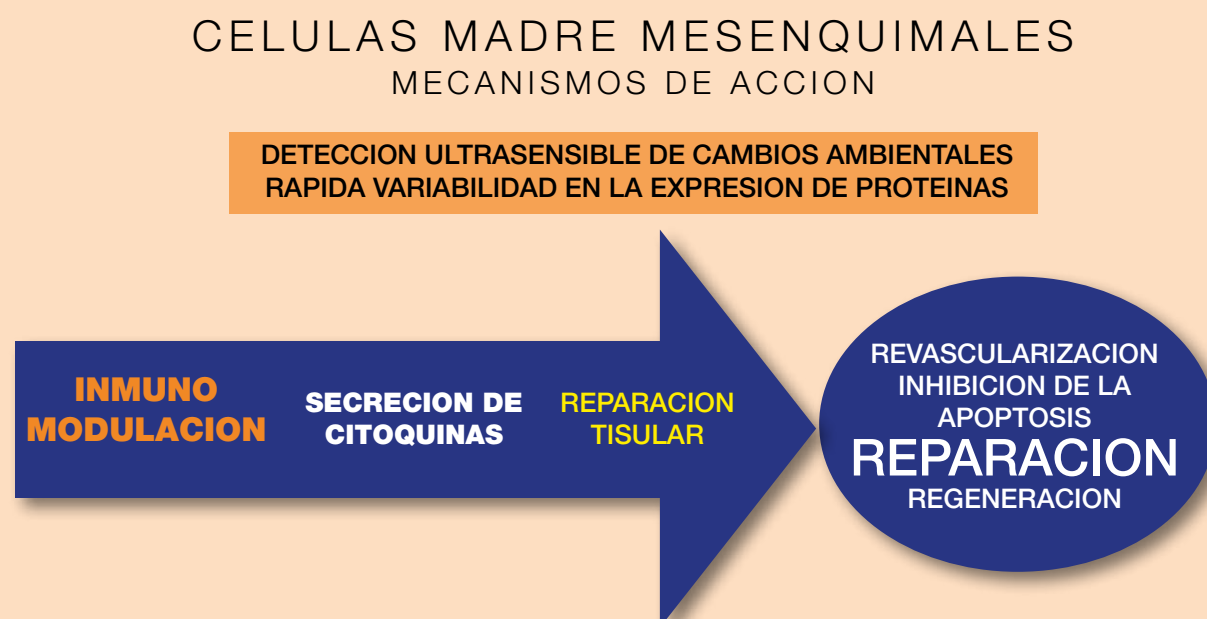 CELULAS MADRE MESENQUIMALES
MECANISMOS DE ACCION
DETECCION ULTRASENSIBLE DE CAMBIOS AMBIENTALES
RAPIDA VARIABILIDAD EN LA EXPRESION DE PROTEINAS
INMUNO
MODULACION
SECRECION DE
CITOQUINAS
REPARACION
TISULAR
REVASCULARIZACION
INHIBICION DE LA
APOPTOSIS
REPARACION
REGENERACION